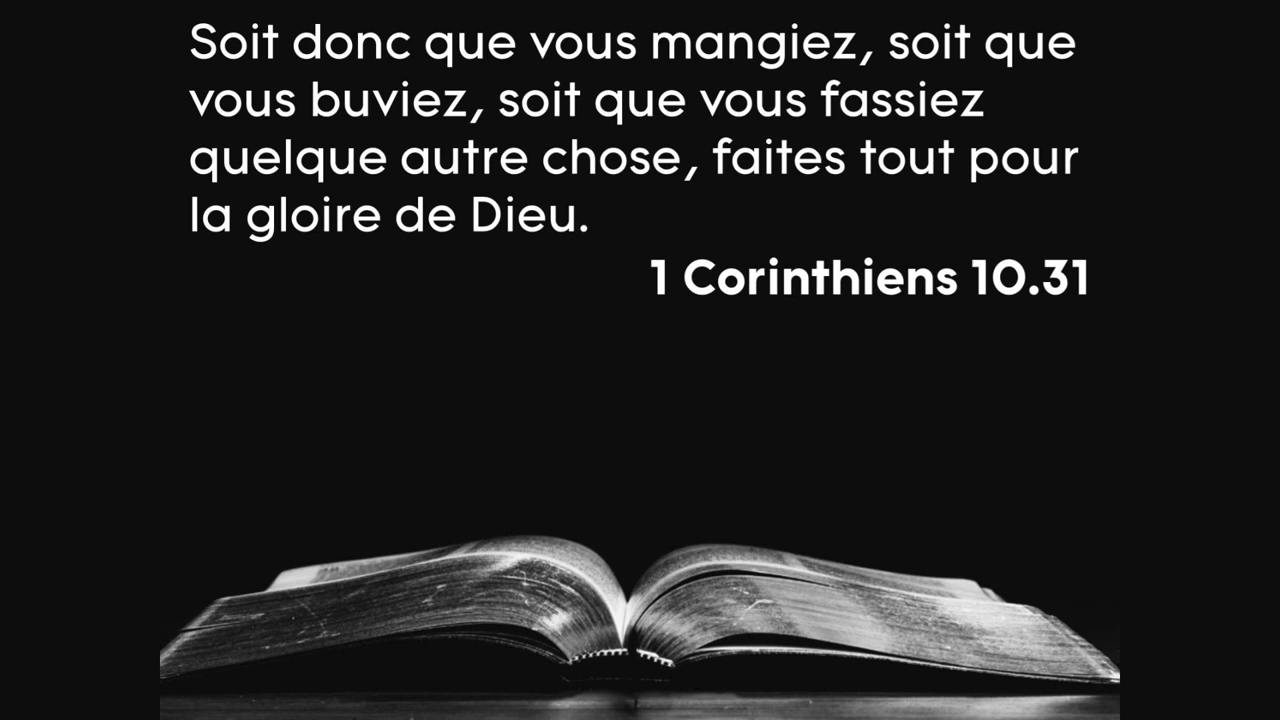 Soit donc que vous mangiez, soit que
vous buviez, soit que vous fassiez
quelque autre chose, faites tout pour
la gloire de Dieu.
1 Corinthiens 10.31